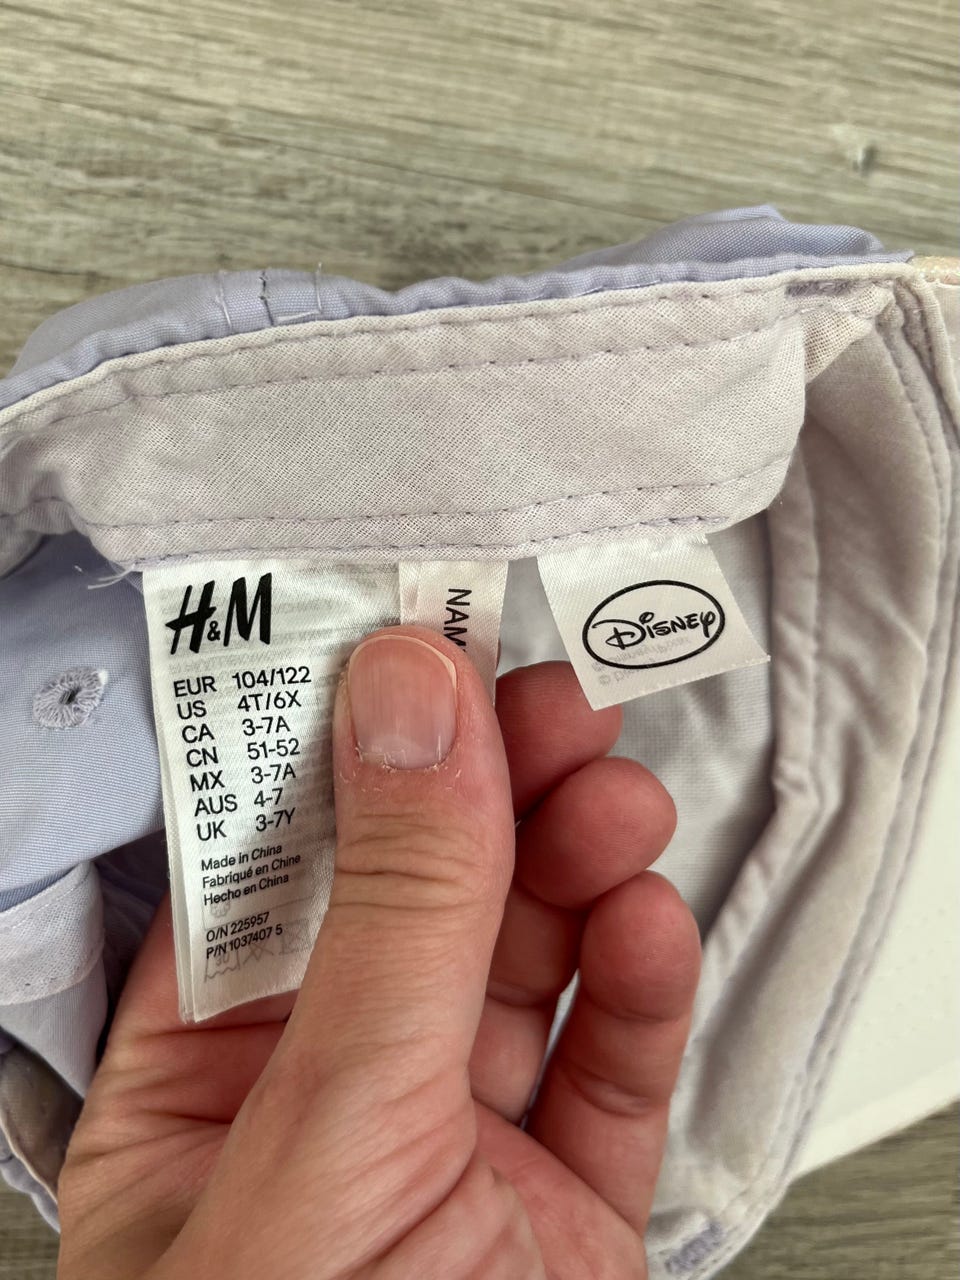 H&M
EUR 104/122
US 4T/6X
CA 3-7A
CN 51-52
MX 3-7A
AUS 4-7
UK 3-7Y
Made in China
Fabriqué en Chine
Hecho en China
O/N 225957
P/N 1037407 5
Disney